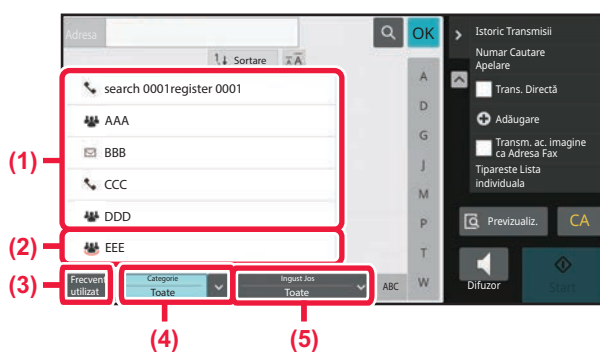 Adresa
OK
Sortare
search 0001register 0001
AAA
BBB
CCC
DDD
EEE
(1)
(2)
(3)
Frecvent
utilizat
Categorie
Toate
Ingust Jos
Toate
ABC
(4)
(5)
A
D
G
J
M
P
T
W
Istoric Transmisii
Numar Cautare
Apelare
Trans. Directă
Adăugare
Transm. ac. imagine
ca Adresa Fax
Tipareste Lista
individuala
Previzualiz.
CA
Difuzor
Start